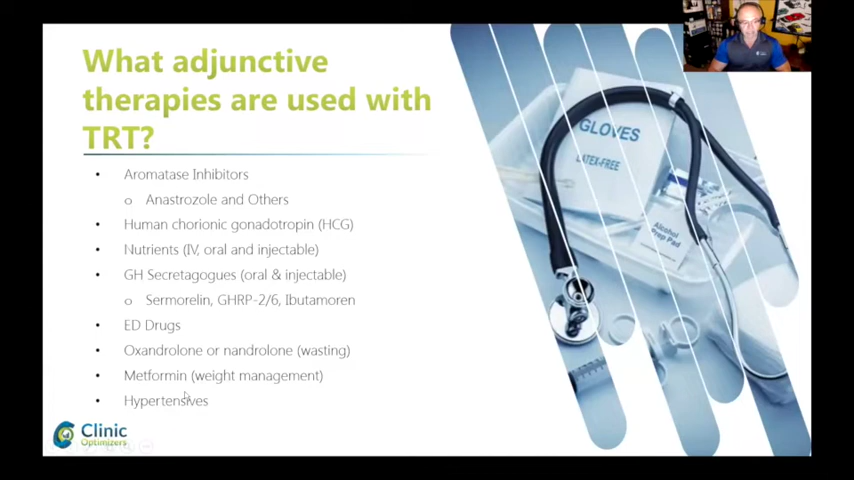 What adjunctive
therapies are used with
TRT?
• Aromatase Inhibitors
o Anastrozole and Others
• Human chorionic gonadotropin (HCG)
• Nutrients (IV, oral and injectable)
• GH Secretagogues (oral & injectable)
o Sermorelin, GHRP-2/6, Ibutamoren
• ED Drugs
• Oxandrolone or nandrolone (wasting)
• Metformin (weight management)
• Hypertensives
Clinic
Optimizers
GLOVES
LATEX-FREE
Alcohol
Prep Pad